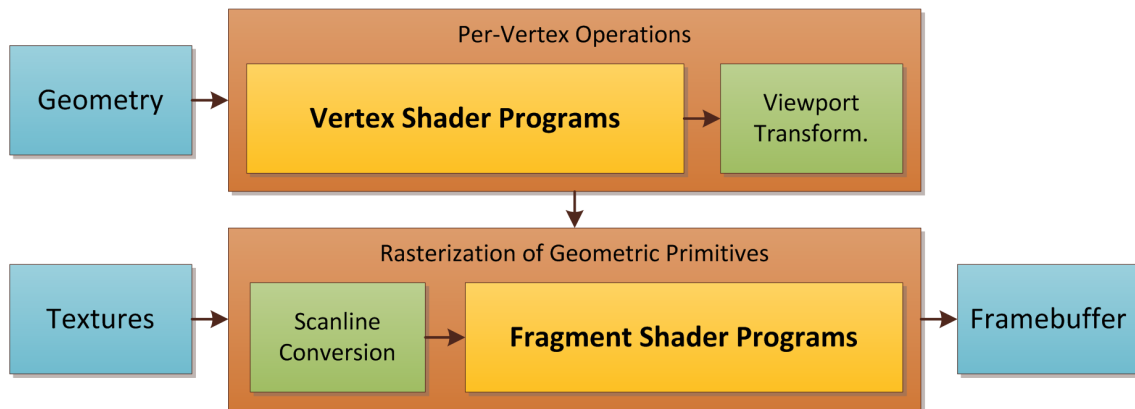 Per-Vertex Operations
Geometry
Vertex Shader Programs
Viewport
Transform.
Rasterization of Geometric Primitives
Textures
Scanline
Conversion
Fragment Shader Programs
Framebuffer